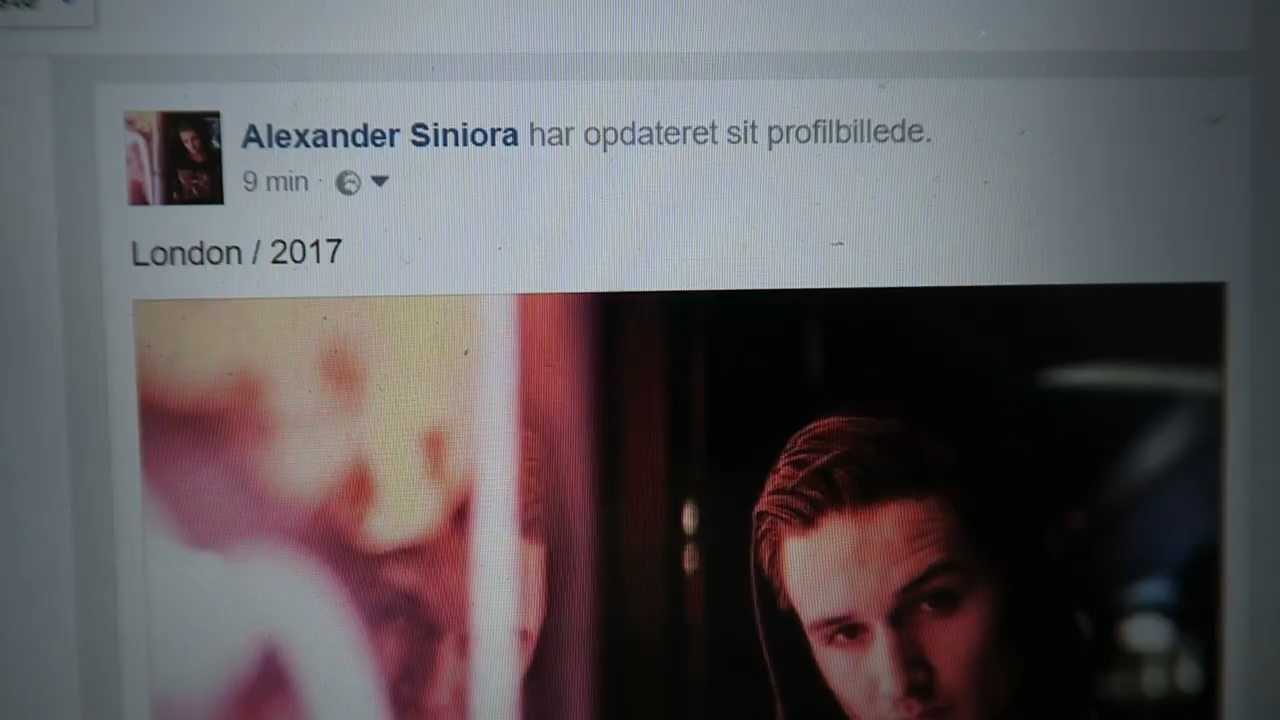 Alexander Siniora har opdateret sit profilbillede.
9 min ·
London / 2017